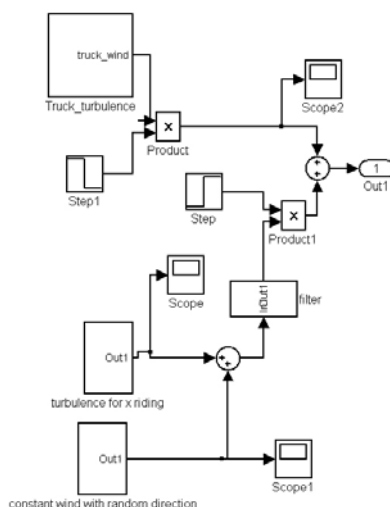 truck_wind
Truck_turbulence
Scope2
x
Product
Step1
1
Out1
Step
x
Product1
Scope
In Out1
filter
Out1
turbulence for x riding
Out1
Scope1
constant wind with random direction